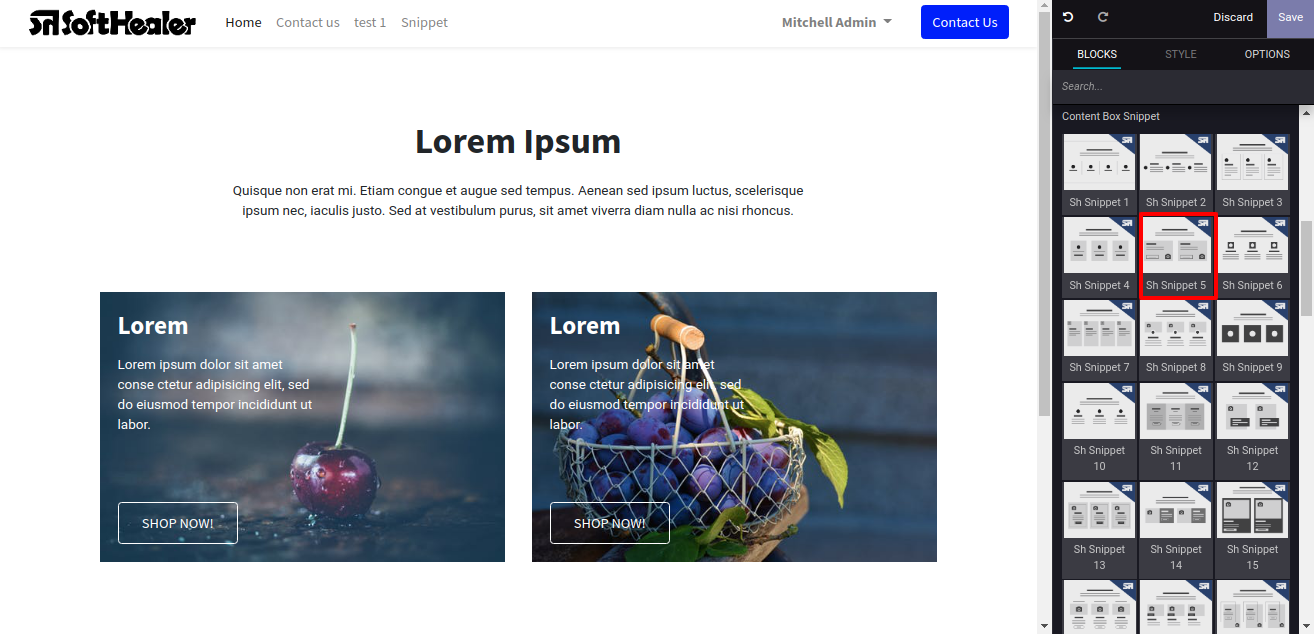 SoftHealer
Home
Contact us
test 1
Snippet
Mitchell Admin
Contact Us
Discard
Save
BLOCKS
STYLE
OPTIONS
Search...
Lorem Ipsum
Quisque non erat mi. Etiam congue et augue sed tempus. Aenean sed ipsum luctus, scelerisque
ipsum nec, iaculis justo. Sed at vestibulum purus, sit amet viverra diam nulla ac nisi rhoncus.
Lorem
Lorem ipsum dolor sit amet
conse ctetur adipisicing elit, sed
do eiusmod tempor incididunt ut
labor.
SHOP NOW!
Lorem
Lorem ipsum dolor sit amet
conse ctetur adipisicing elit, sed
do eiusmod tempor incididunt ut
labor.
SHOP NOW!
Content Box Snippet
Sh Snippet 1
Sh Snippet 2
Sh Snippet 3
Sh Snippet 4
Sh Snippet 5
Sh Snippet 6
Sh Snippet 7
Sh Snippet 8
Sh Snippet 9
Sh Snippet
10
Sh Snippet
11
Sh Snippet
12
Sh Snippet
13
Sh Snippet
14
Sh Snippet
15